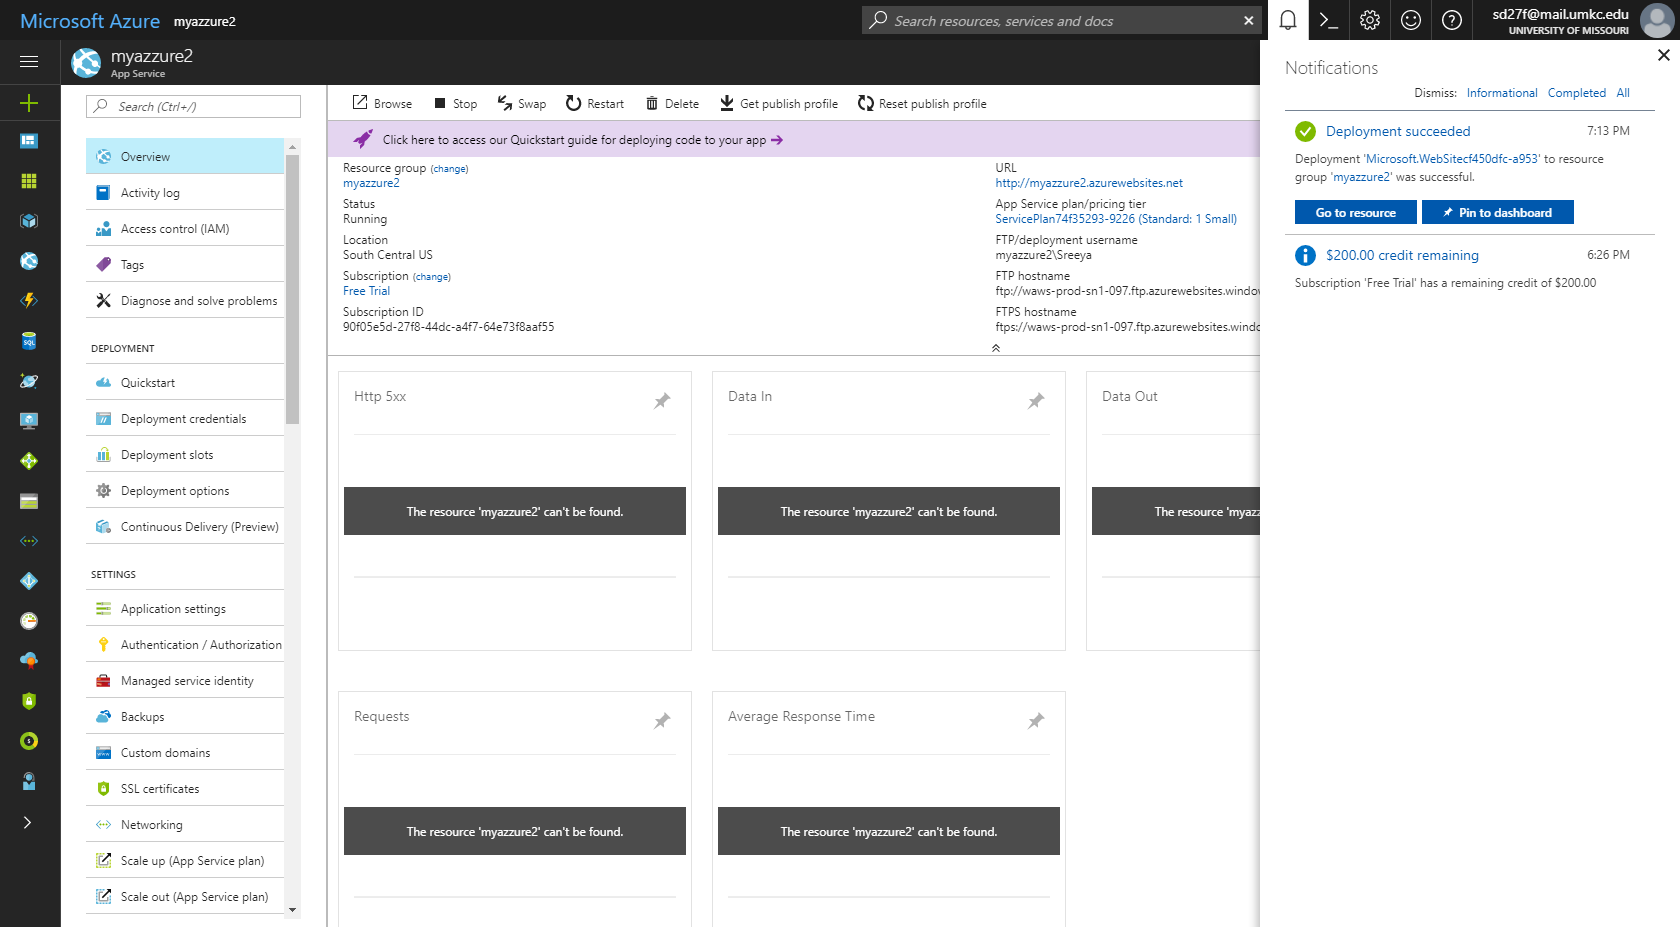 Microsoft Azure myazzure2
Search resources, services and docs
sd27f@mail.umkc.edu
UNIVERSITY OF MISSOURI
myazzure2
App Service
Search (Ctrl+/)
Overview
Activity log
Access control (IAM)
Tags
Diagnose and solve problems
DEPLOYMENT
Quickstart
Deployment credentials
Deployment slots
Deployment options
Continuous Delivery (Preview)
SETTINGS
Application settings
Authentication / Authorization
Managed service identity
Backups
Custom domains
SSL certificates
Networking
Scale up (App Service plan)
Scale out (App Service plan)
Browse Stop Swap Restart Delete Get publish profile Reset publish profile
Click here to access our Quickstart guide for deploying code to your app
Resource group (change)
myazzure2
Status
Running
Location
South Central US
Subscription (change)
Free Trial
Subscription ID
90f05e5d-27f8-44dc-a4f7-64e73f8aaf55
URL
http://myazzure2.azurewebsites.net
App Service plan/pricing tier
ServicePlan74f35293-9226 (Standard: 1 Small)
FTP/deployment username
myazzure2\Sreeya
FTP hostname
ftp://waws-prod-sn1-097.ftp.azurewebsites.window
FTPS hostname
ftps://waws-prod-sn1-097.ftp.azurewebsites.windo
Http 5xx
The resource 'myazzure2' can't be found.
Data In
The resource 'myazzure2' can't be found.
Data Out
The resource 'myazz
Requests
The resource 'myazzure2' can't be found.
Average Response Time
The resource 'myazzure2' can't be found.
Notifications
Dismiss: Informational Completed All
Deployment succeeded 7:13 PM
Deployment 'Microsoft.WebSitecf450dfc-a953' to resource
group 'myazzure2' was successful.
Go to resource Pin to dashboard
$200.00 credit remaining 6:26 PM
Subscription 'Free Trial' has a remaining credit of $200.00